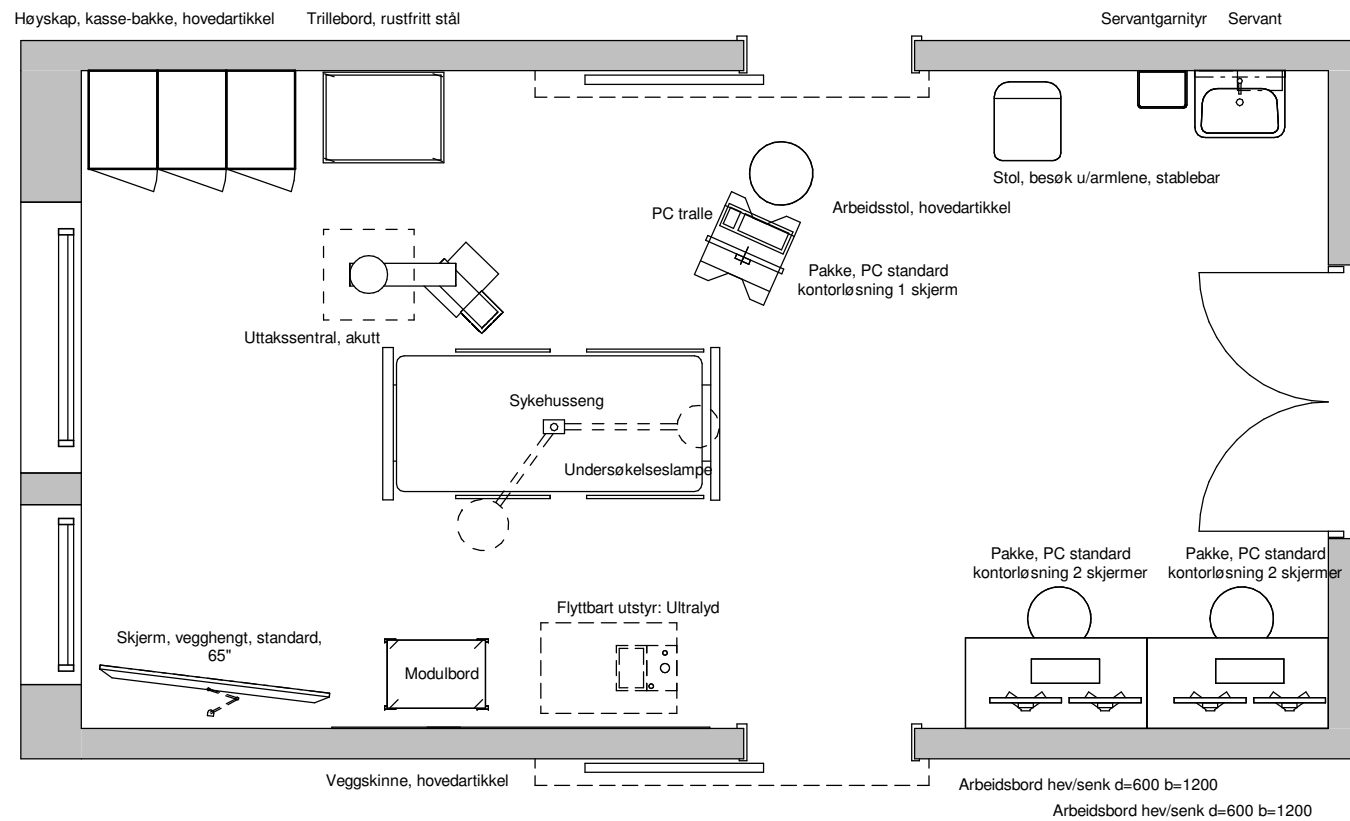 Høyskap, kasse-bakke, hovedartikkel
Trillebord, rustfritt stål
Servantgarnityr
Servant
Stol, besøk u/armlene, stablebar
PC tralle
Arbeidsstol, hovedartikkel
Pakke, PC standard
kontorløsning 1 skjerm
Uttakssentral, akutt
Sykehusseng
Undersøkelseslampe
Pakke, PC standard
kontorløsning 2 skjermer
Pakke, PC standard
kontorløsning 2 skjermer
Flyttbart utstyr: Ultralyd
Skjerm, vegghengt, standard,
65"
Modulbord
Veggskinne, hovedartikkel
Arbeidsbord hev/senk d=600 b=1200
Arbeidsbord hev/senk d=600 b=1200